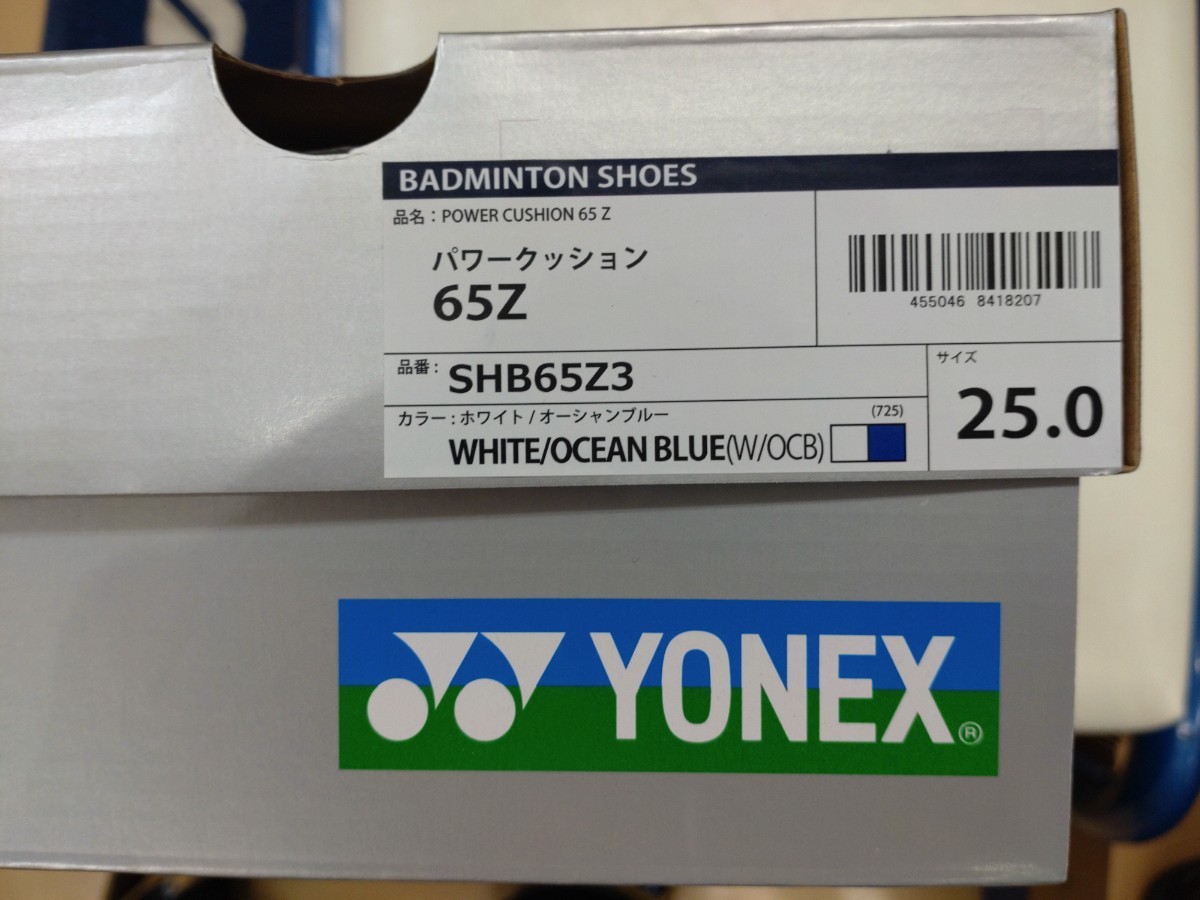 BADMINTON SHOES
品名：POWER CUSHION 65 Z
パワークッション
65Z
455046 8418207
品番：SHB65Z3
サイズ
25.0
カラー：ホワイト / オーシャンブルー
(725)
WHITE/OCEAN BLUE(W/OCB)
YONEX®